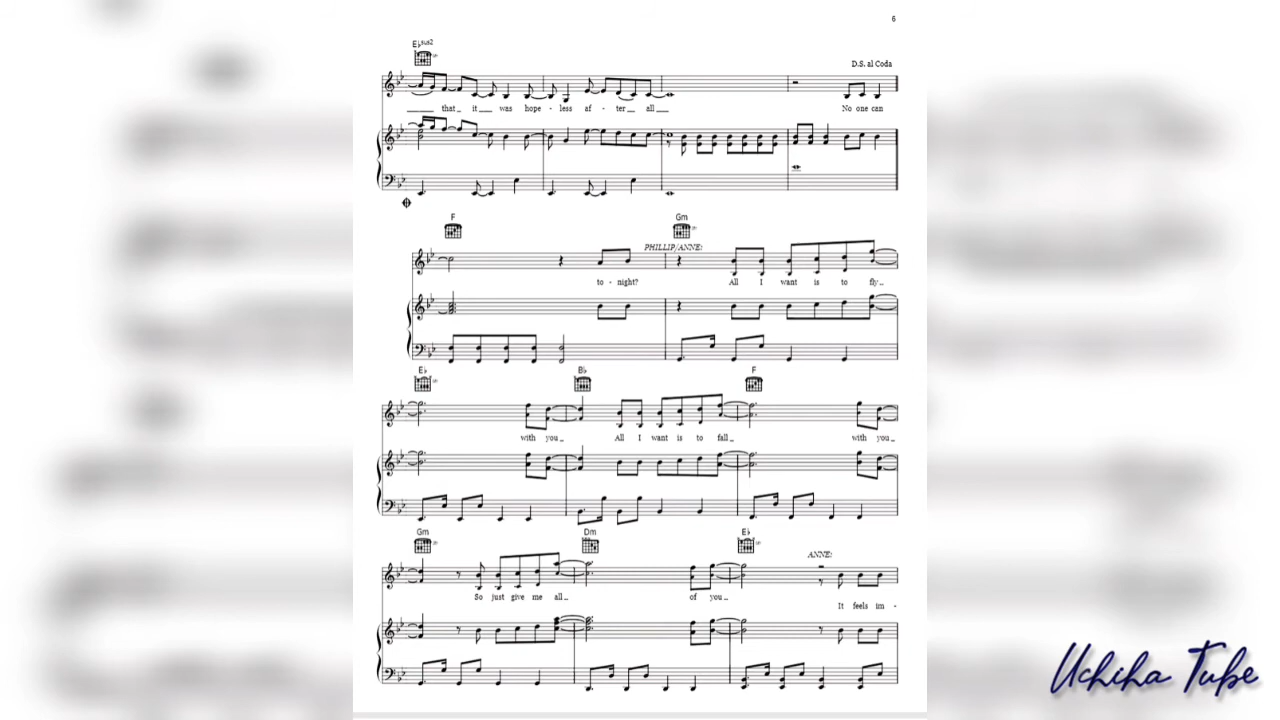 6
E♭sus2
D.S. al Coda
that it was hope - less af - ter all No one can
F Gm
PHILLIP/ANNE:
to - night? All I want is to fly
E♭ B♭ F
with you All I want is to fall with you
Gm Dm E♭
ANNE:
So just give me all of you It feels im -
Uchiha Tube